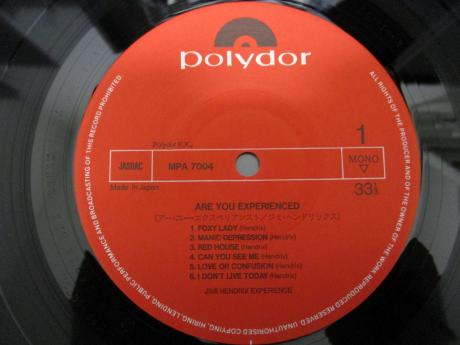 polydor
Polydor K.K.
JASRAC
MPA 7004
Made in Japan
1
MONO
33⅓
ARE YOU EXPERIENCED
[アー・ユー・エクスペリアンスト/ジミ・ヘンドリックス]
1. FOXY LADY (Hendrix)
2. MANIC DEPRESSION (Hendrix)
3. RED HOUSE (Hendrix)
4. CAN YOU SEE ME (Hendrix)
5. LOVE OR CONFUSION (Hendrix)
6. I DON'T LIVE TODAY (Hendrix)
JIMI HENDRIX EXPERIENCE
ALL RIGHTS OF THE PRODUCER AND OF THE OWNER OF THE WORK REPRODUCED RESERVED. UNAUTHORISED COPYING, HIRING, LENDING, PUBLIC PERFORMANCE AND BROADCASTING OF THIS RECORD PROHIBITED